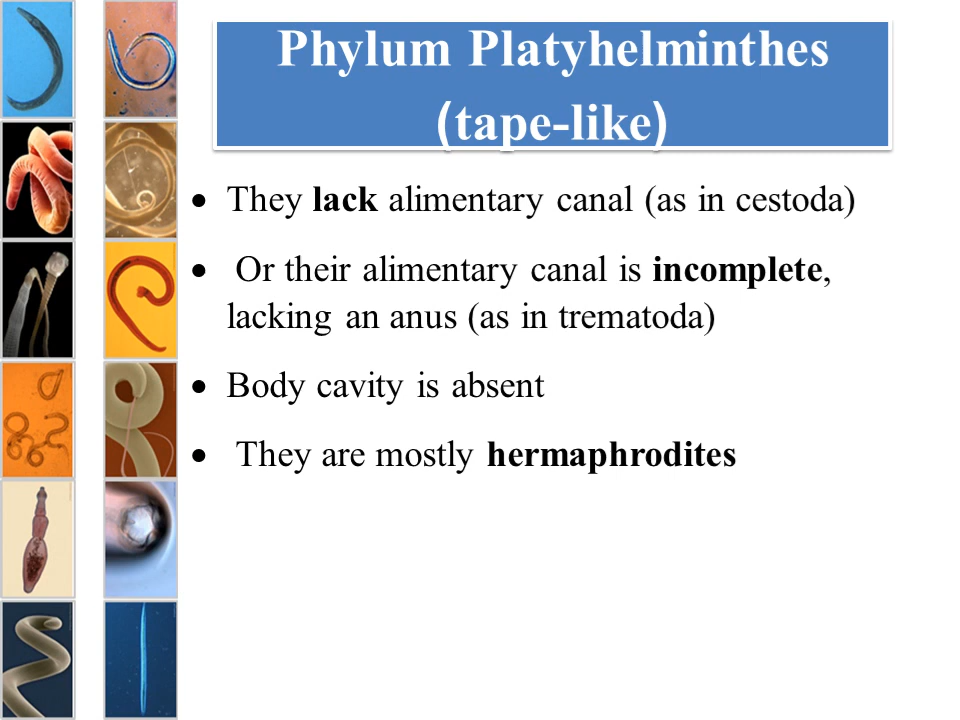 Phylum Platyhelminthes
(tape-like)
• They lack alimentary canal (as in cestoda)
• Or their alimentary canal is incomplete,
lacking an anus (as in trematoda)
• Body cavity is absent
• They are mostly hermaphrodites